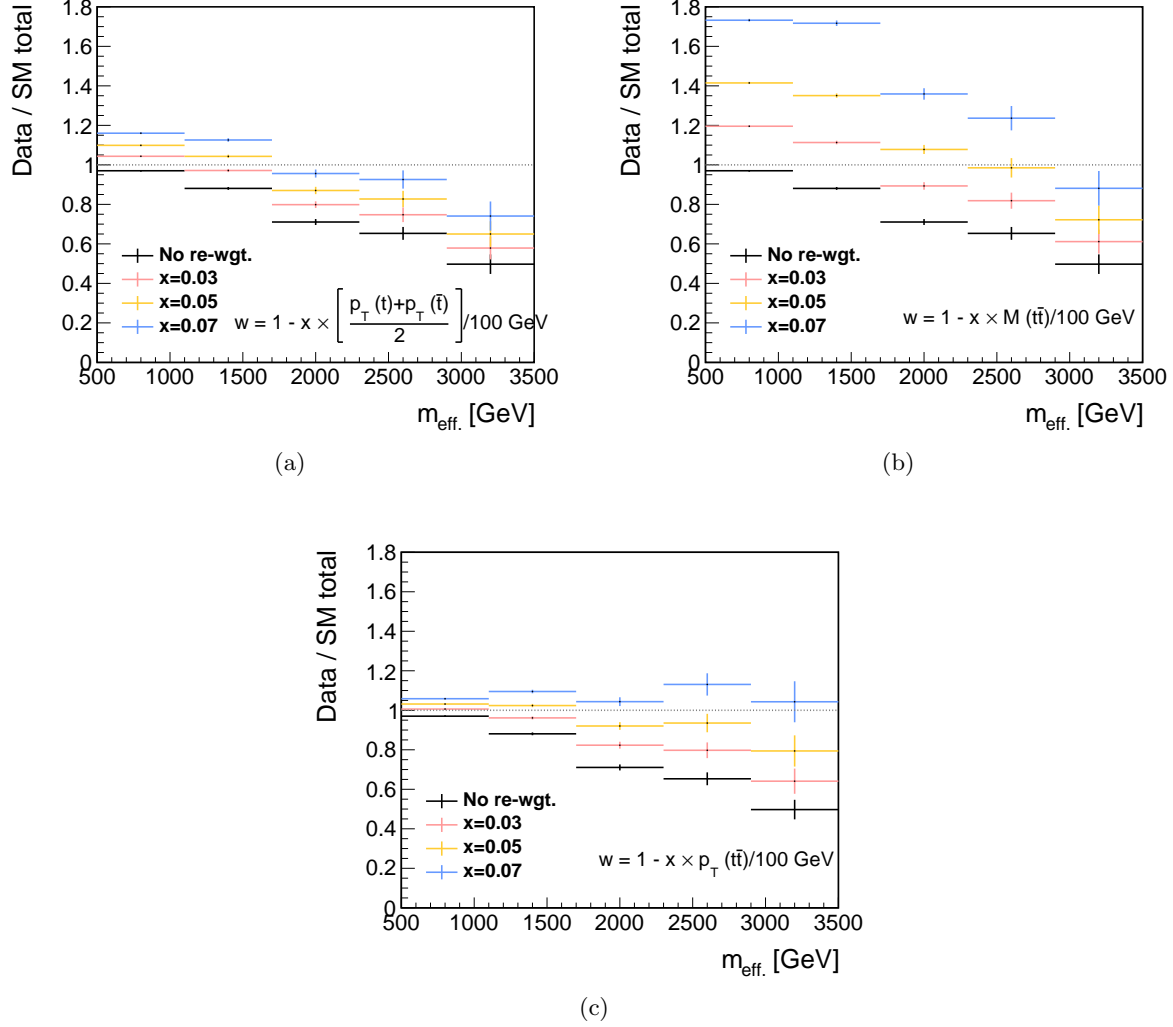 Data / SM total
1.8
1.6
1.4
1.2
1
0.8
0.6
0.4
0.2
0
No re-wgt.
x=0.03
x=0.05
x=0.07
w = 1 - x × [ (p_T (t)+p_T (t̄)) / 2 ] /100 GeV
500 1000 1500 2000 2500 3000 3500
m_eff. [GeV]
(a)
Data / SM total
1.8
1.6
1.4
1.2
1
0.8
0.6
0.4
0.2
0
No re-wgt.
x=0.03
x=0.05
x=0.07
w = 1 - x × M (tt̄)/100 GeV
500 1000 1500 2000 2500 3000 3500
m_eff. [GeV]
(b)
Data / SM total
1.8
1.6
1.4
1.2
1
0.8
0.6
0.4
0.2
0
No re-wgt.
x=0.03
x=0.05
x=0.07
w = 1 - x × p_T (tt̄)/100 GeV
500 1000 1500 2000 2500 3000 3500
m_eff. [GeV]
(c)